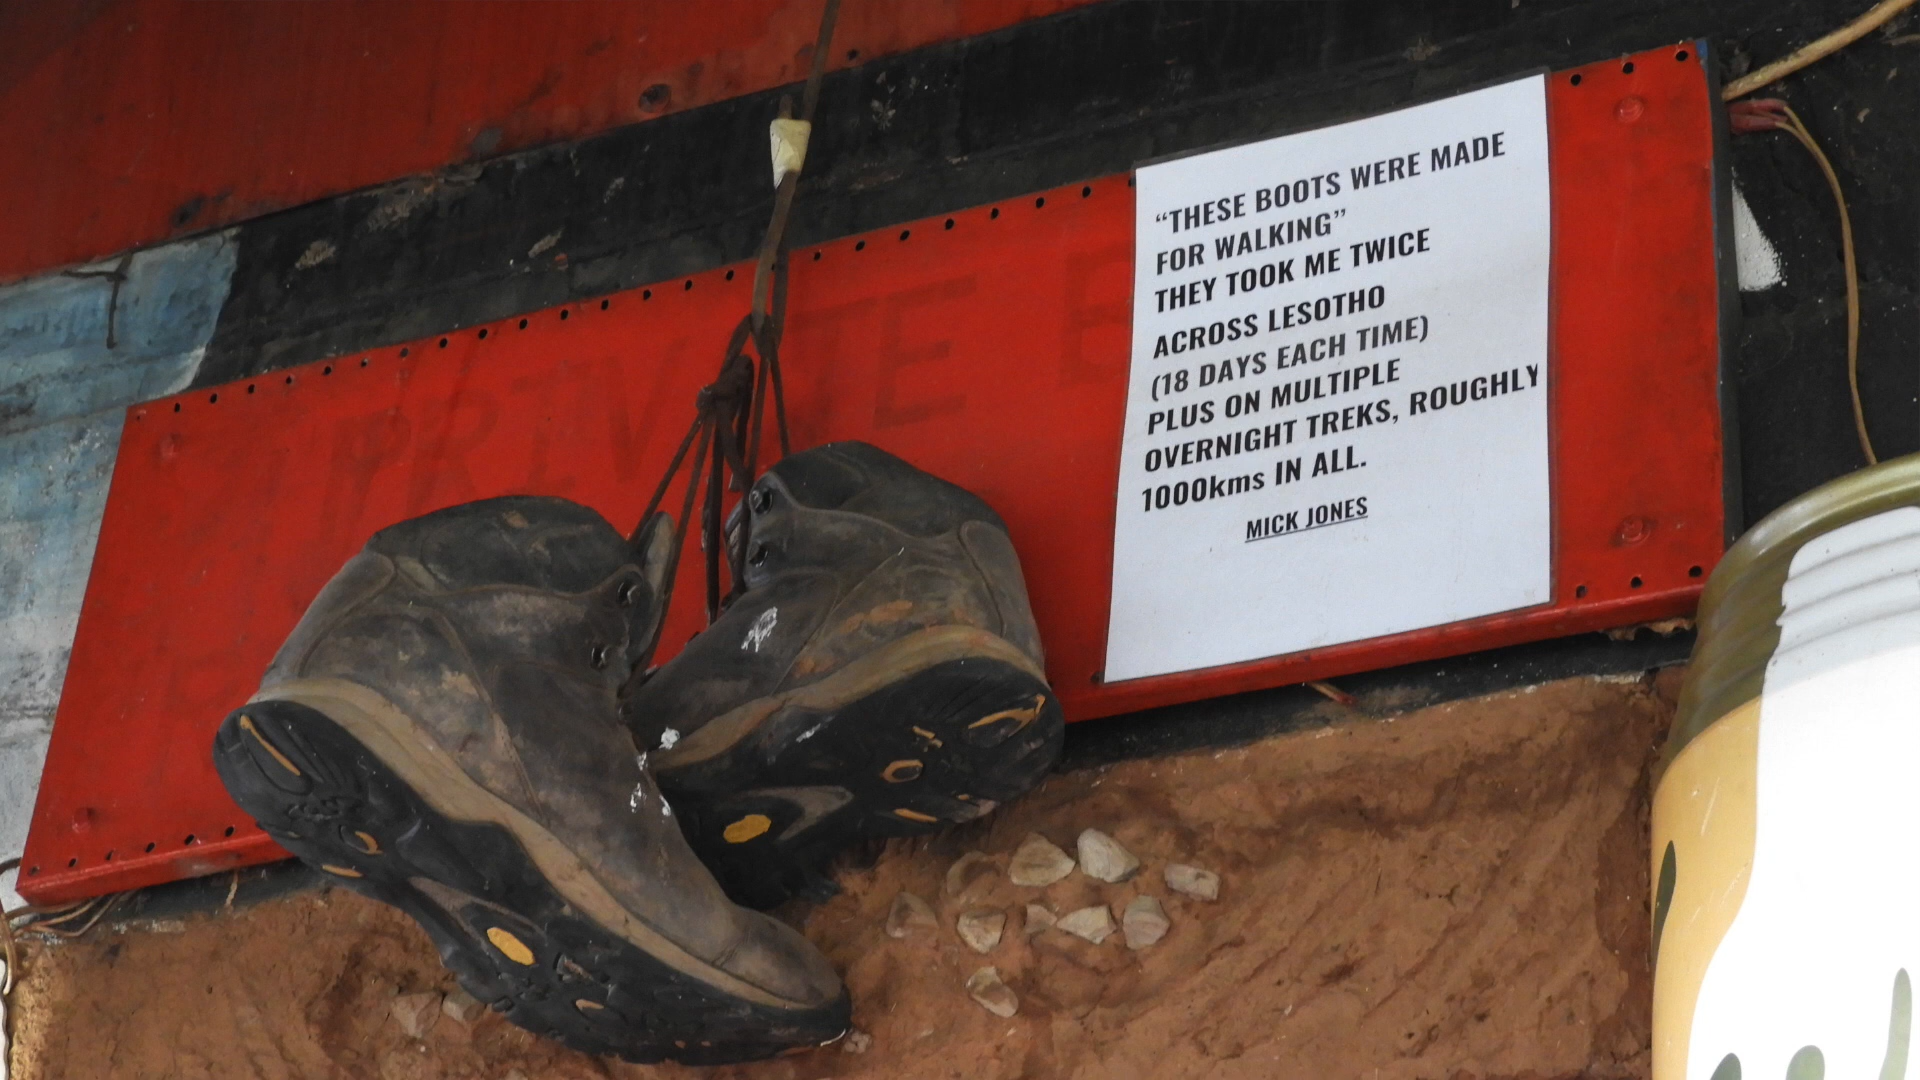 PRIVATE
“THESE BOOTS WERE MADE
FOR WALKING”
THEY TOOK ME TWICE
ACROSS LESOTHO
(18 DAYS EACH TIME)
PLUS ON MULTIPLE
OVERNIGHT TREKS, ROUGHLY
1000kms IN ALL.
MICK JONES